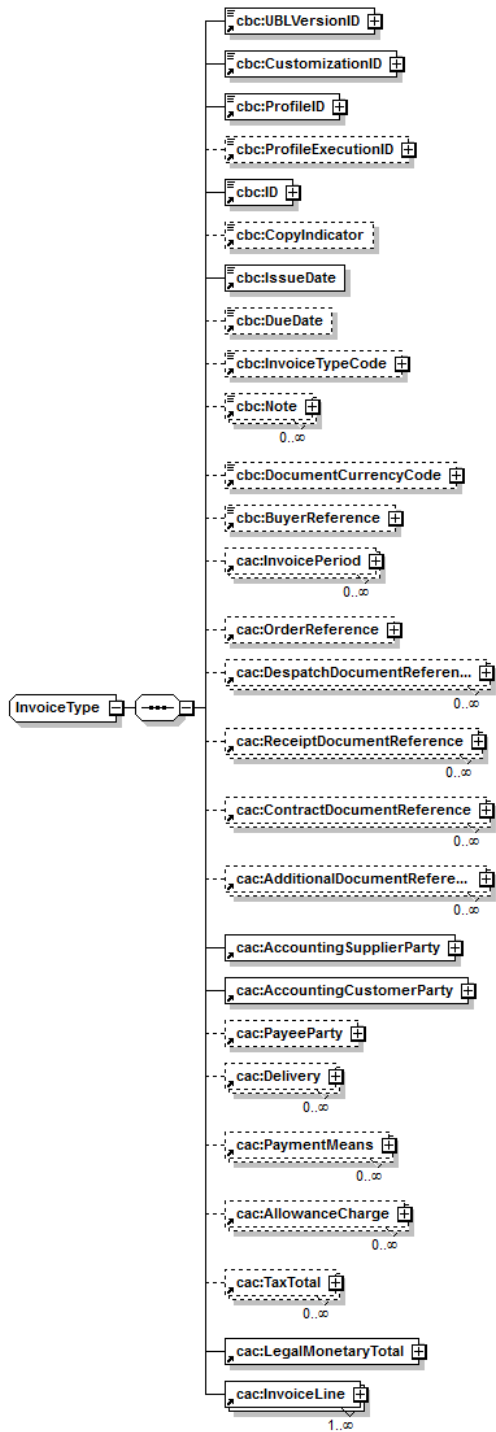 cbc:UBLVersionID
cbc:CustomizationID
cbc:ProfileID
cbc:ProfileExecutionID
cbc:ID
cbc:CopyIndicator
cbc:IssueDate
cbc:DueDate
cbc:InvoiceTypeCode
cbc:Note
0..∞
cbc:DocumentCurrencyCode
cbc:BuyerReference
cac:InvoicePeriod
0..∞
cac:OrderReference
cac:DespatchDocumentReferen...
0..∞
InvoiceType
cac:ReceiptDocumentReference
0..∞
cac:ContractDocumentReference
0..∞
cac:AdditionalDocumentRefere...
0..∞
cac:AccountingSupplierParty
cac:AccountingCustomerParty
cac:PayeeParty
cac:Delivery
0..∞
cac:PaymentMeans
0..∞
cac:AllowanceCharge
0..∞
cac:TaxTotal
0..∞
cac:LegalMonetaryTotal
cac:InvoiceLine
1..∞